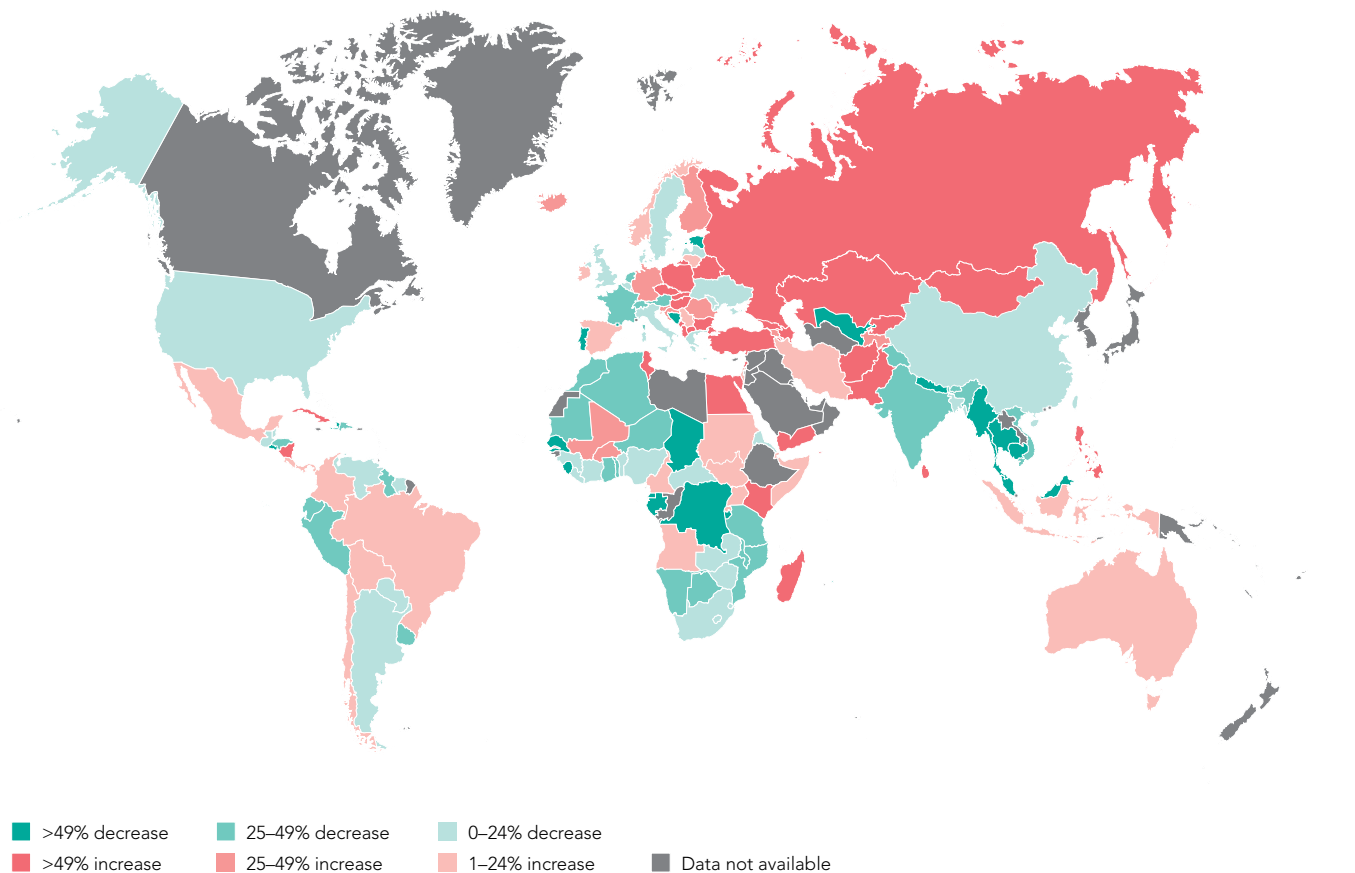 >49% decrease 25–49% decrease 0–24% decrease
>49% increase 25–49% increase 1–24% increase Data not available